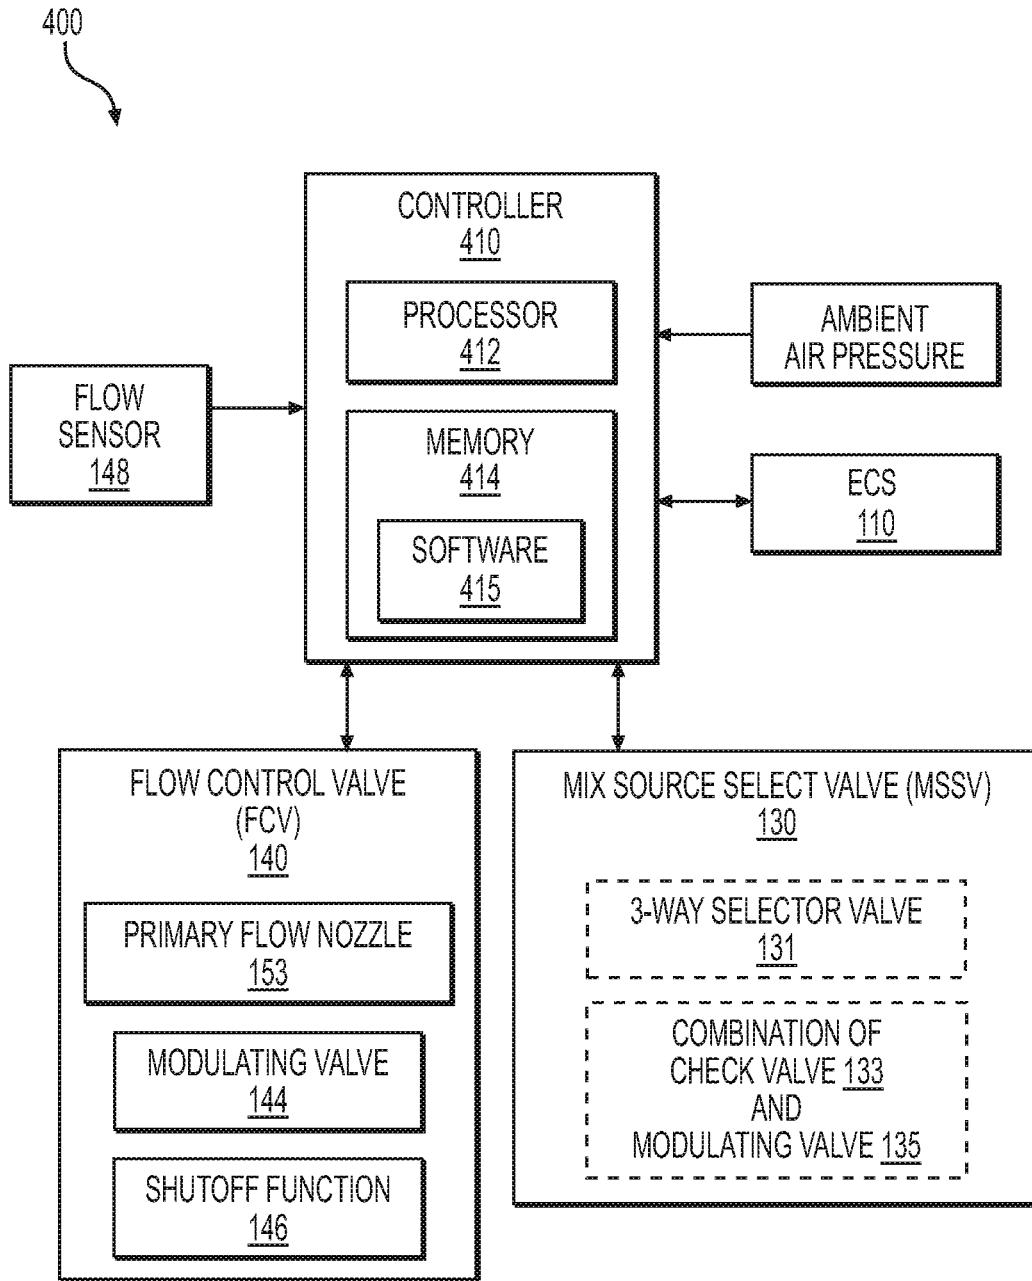 400
CONTROLLER
410
PROCESSOR
412
MEMORY
414
SOFTWARE
415
FLOW
SENSOR
148
AMBIENT
AIR PRESSURE
ECS
110
FLOW CONTROL VALVE
(FCV)
140
PRIMARY FLOW NOZZLE
153
MODULATING VALVE
144
SHUTOFF FUNCTION
146
MIX SOURCE SELECT VALVE (MSSV)
130
3-WAY SELECTOR VALVE
131
COMBINATION OF
CHECK VALVE 133
AND
MODULATING VALVE 135